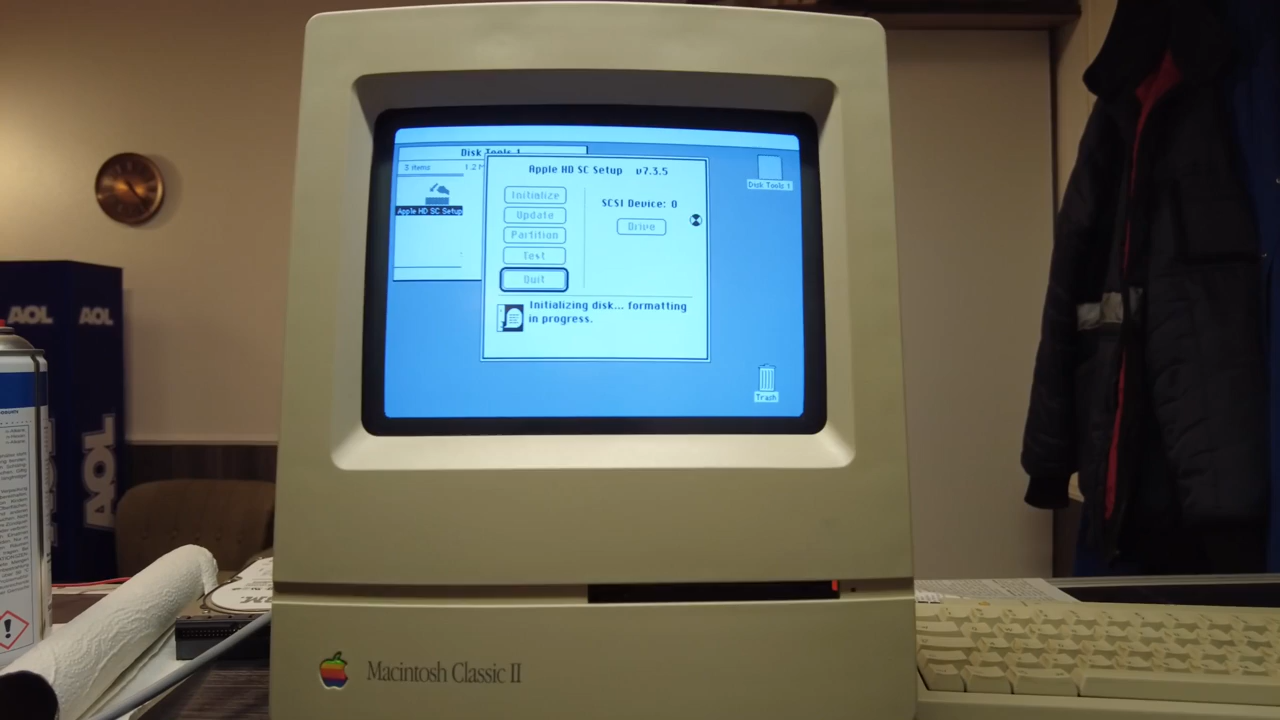 Disk Tools 1
3 items
Apple HD SC Setup
Apple HD SC Setup v7.3.5
Initialize
Update
Partition
Test
Quit
SCSI Device: 0
Drive
Initializing disk... formatting
in progress.
Disk Tools 1
Trash
AOL
AOL
AOL
Macintosh Classic II